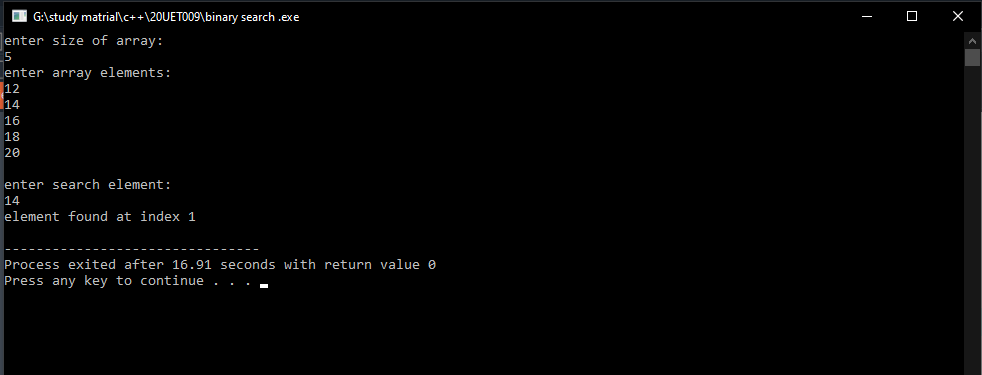 G:\study matrial\c++\20UET009\binary search .exe
enter size of array:
5
enter array elements:
12
14
16
18
20
enter search element:
14
element found at index 1
--------------------------------
Process exited after 16.91 seconds with return value 0
Press any key to continue . . .